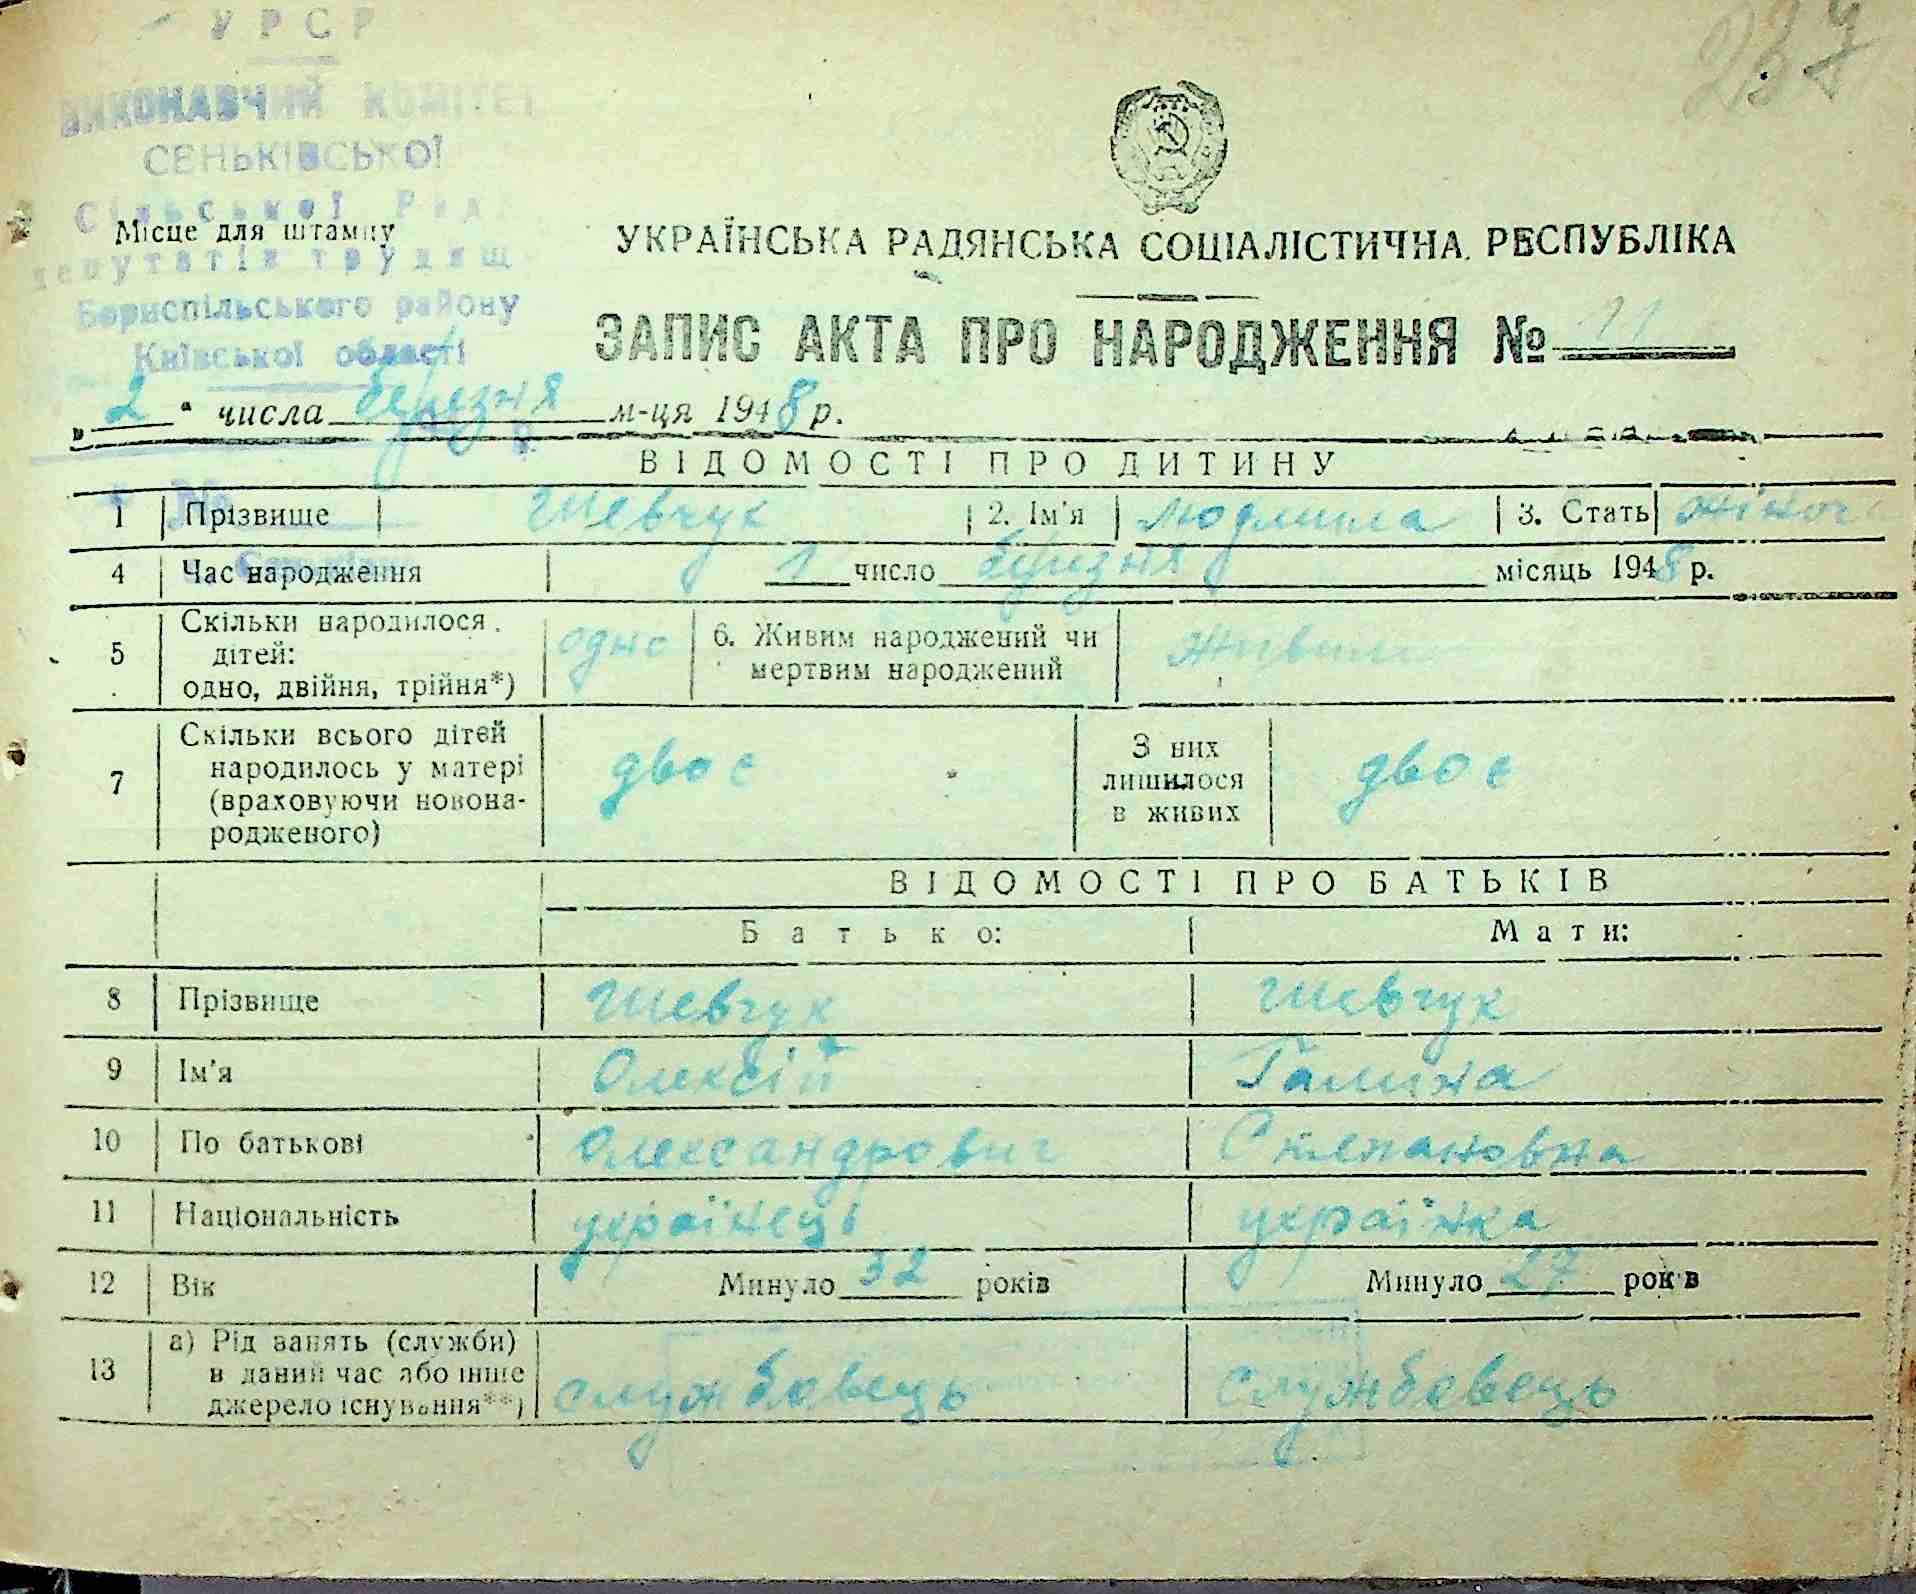 УРСР
ВИКОНАВЧИЙ КОМІТЕТ
СЕНЬКІВСЬКОЇ
Сільської Рад
Місце для штампу
депутатів трудящ
Бориспільського району
Київської області
237
УКРАЇНСЬКА РАДЯНСЬКА СОЦІАЛІСТИЧНА РЕСПУБЛІКА
ЗАПИС АКТА ПРО НАРОДЖЕННЯ № 11
„ 2 “ числа березня м-ця 1948 р.
ВІДОМОСТІ ПРО ДИТИНУ
1 Прізвище Шевчук 2. Ім'я Людмила 3. Стать жіноч
4 Час народження 1 число березня місяць 1948 р.
5 Скільки народилося дітей: одно, двійня, трійня*) одно 6. Живим народжений чи мертвим народжений живим
7 Скільки всього дітей народилось у матері (враховуючи новонародженого) двоє З них лишилося в живих двоє
ВІДОМОСТІ ПРО БАТЬКІВ
Батько: Мати:
8 Прізвище Шевчук Шевчук
9 Ім'я Олексій Галина
10 По батькові Олександрович Степановна
11 Національність українець українка
12 Вік Минуло 32 років Минуло 27 років
13 а) Рід занять (служби) в даний час або інше джерело існування**) службовець службовець